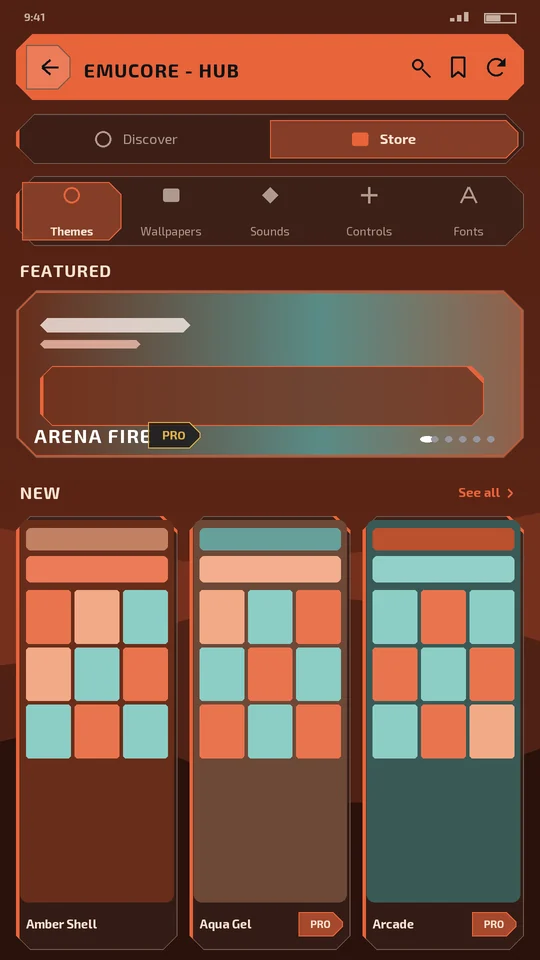 9:41
EMUCORE - HUB
Discover
Store
Themes
Wallpapers
Sounds
Controls
Fonts
FEATURED
ARENA FIRE
PRO
NEW
See all
Amber Shell
Aqua Gel
PRO
Arcade
PRO